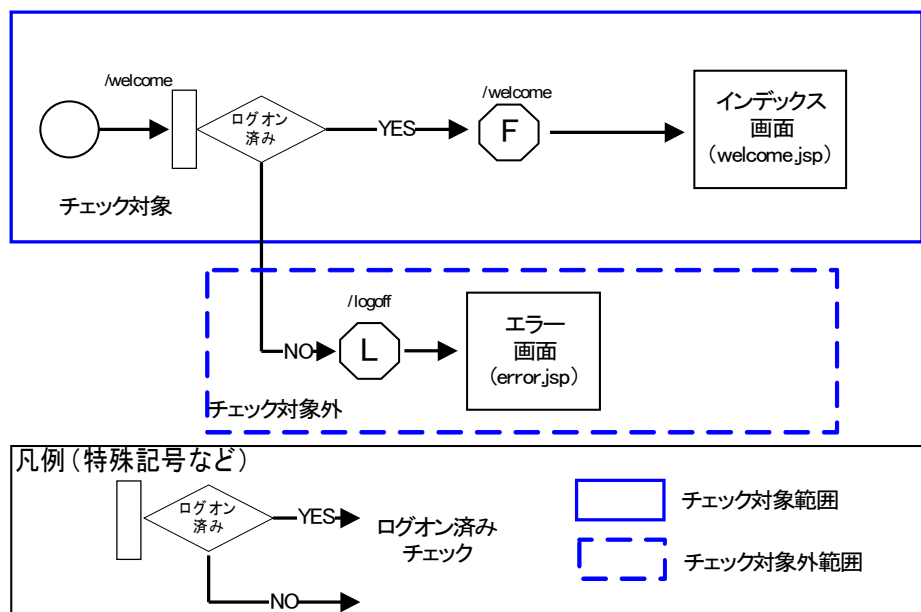 /welcome
ログオン
済み
YES
/welcome
F
インデックス
画面
(welcome.jsp)
チェック対象
/logoff
NO
L
エラー
画面
(error.jsp)
チェック対象外
凡例(特殊記号など)
ログオン
済み
YES
NO
ログオン済み
チェック
チェック対象範囲
チェック対象外範囲